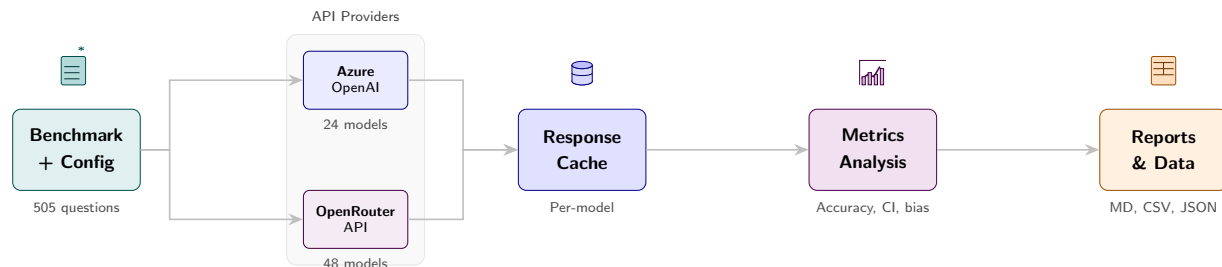 API Providers
*
Benchmark
+ Config
505 questions
Azure
OpenAI
24 models
OpenRouter
API
48 models
Response
Cache
Per-model
Metrics
Analysis
Accuracy, CI, bias
Reports
& Data
MD, CSV, JSON